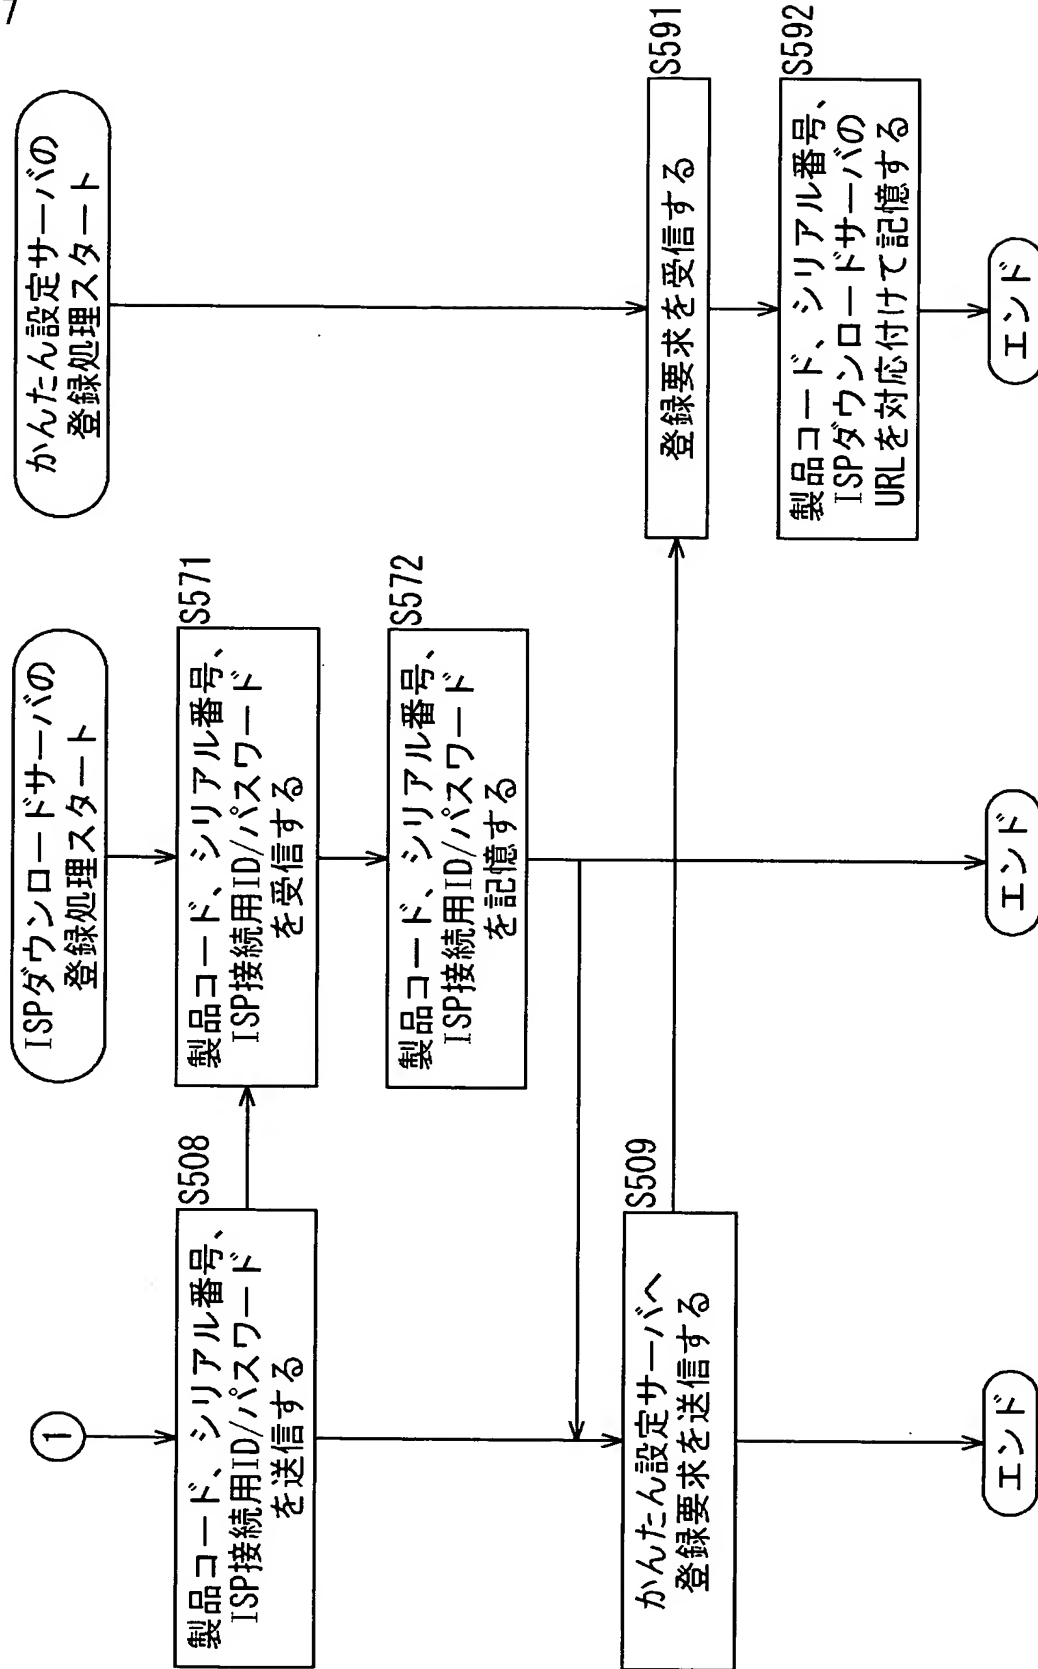 7
1
S508
製品コード、シリアル番号、
ISP接続用ID/パスワード
を送信する
S509
かんたん設定サーバへ
登録要求を送信する
エンド
ISPダウンロードサーバの
登録処理スタート
S571
製品コード、シリアル番号、
ISP接続用ID/パスワード
を受信する
S572
製品コード、シリアル番号、
ISP接続用ID/パスワード
を記憶する
エンド
かんたん設定サーバの
登録処理スタート
S591
登録要求を受信する
S592
製品コード、シリアル番号、
ISPダウンロードサーバの
URLを対応付けて記憶する
エンド